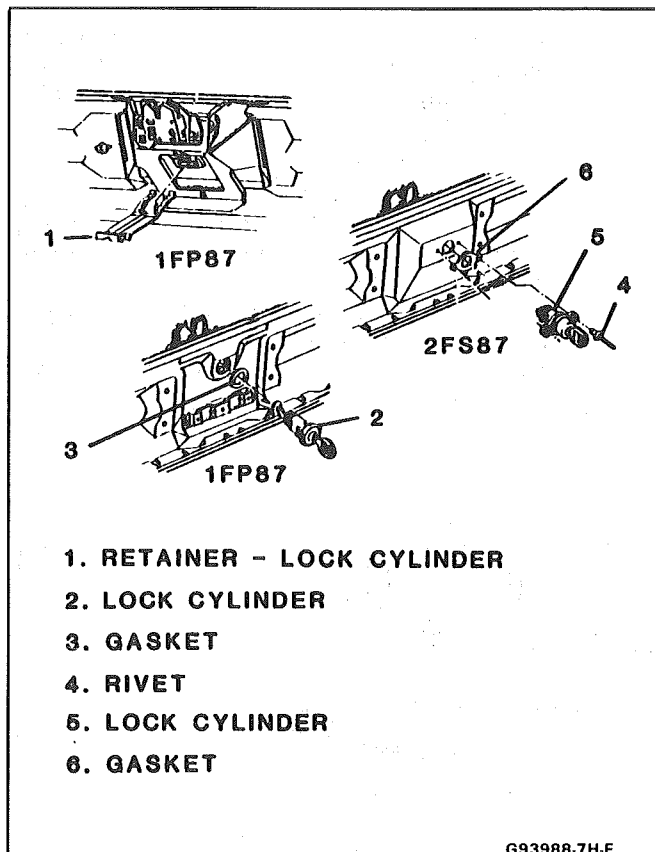 1
1FP87
6
5
4
2FS87
3
2
1FP87
1. RETAINER - LOCK CYLINDER
2. LOCK CYLINDER
3. GASKET
4. RIVET
5. LOCK CYLINDER
6. GASKET
G93988-7H-F